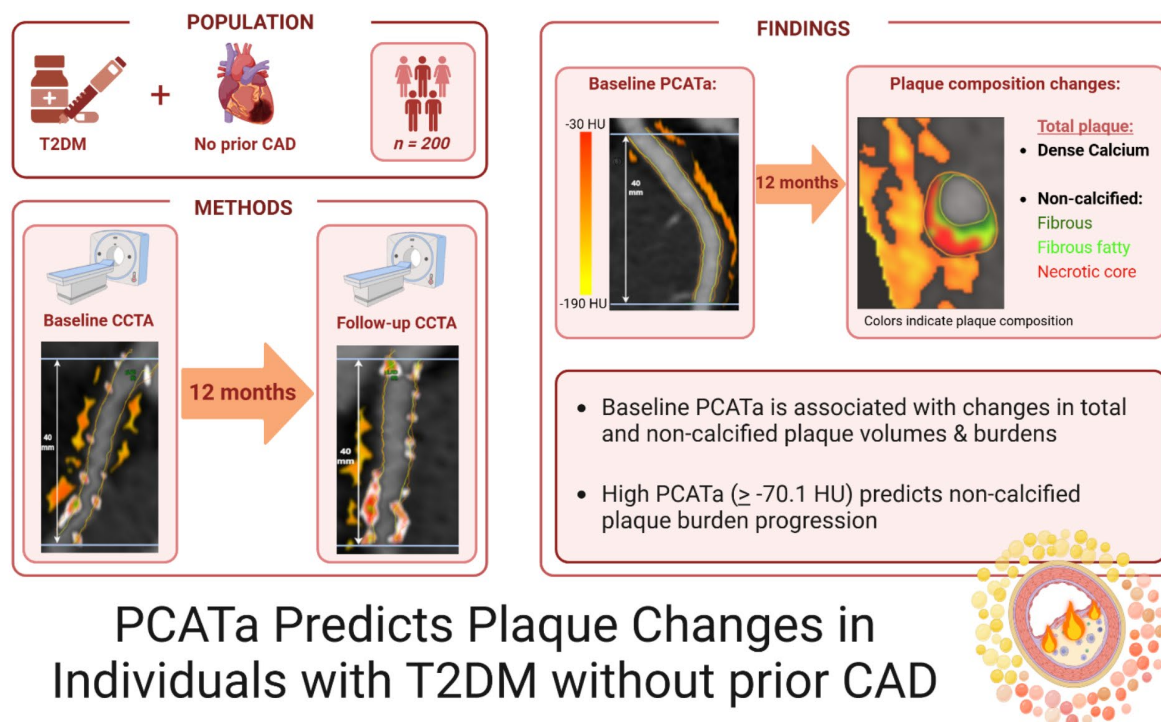 POPULATION
T2DM
+
No prior CAD
n = 200
METHODS
Baseline CCTA
40
mm
12 months
Follow-up CCTA
40
mm
FINDINGS
Baseline PCATa:
-30 HU
-190 HU
40
mm
12 months
Plaque composition changes:
Colors indicate plaque composition
Total plaque:
• Dense Calcium
• Non-calcified:
Fibrous
Fibrous fatty
Necrotic core
• Baseline PCATa is associated with changes in total
and non-calcified plaque volumes & burdens
• High PCATa (≥ -70.1 HU) predicts non-calcified
plaque burden progression
PCATa Predicts Plaque Changes in
Individuals with T2DM without prior CAD